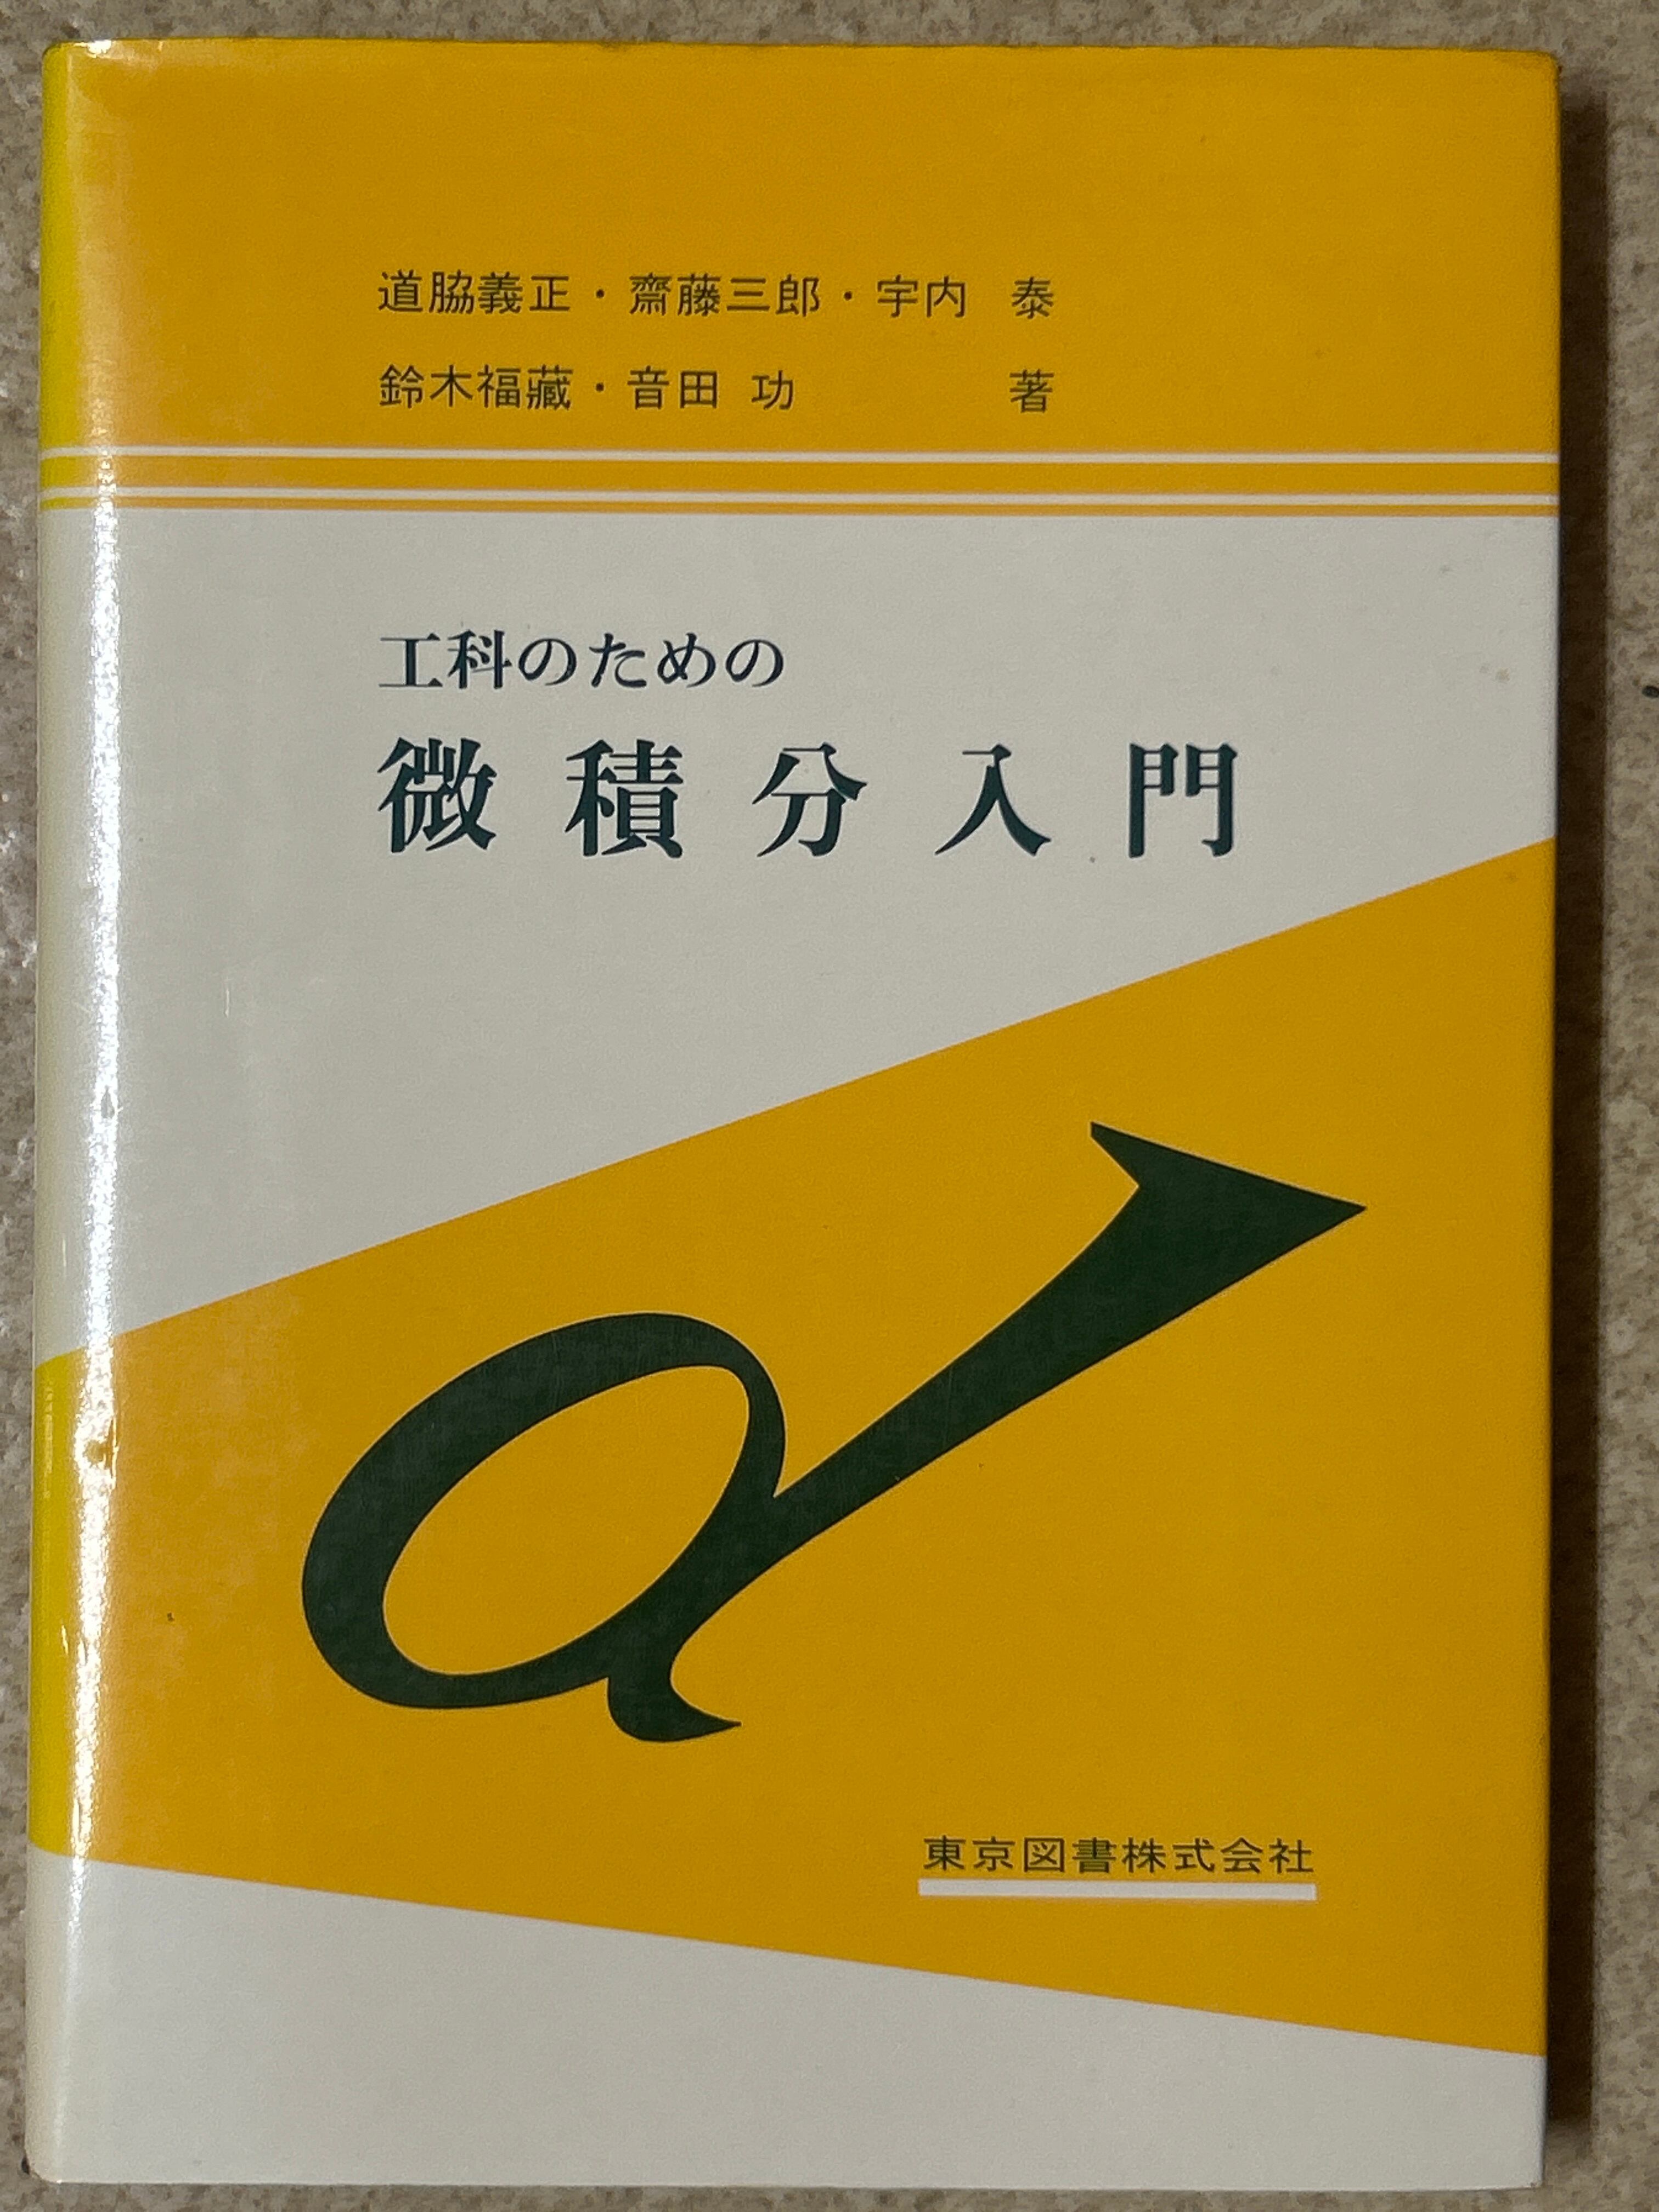 道脇義正・齋藤三郎・宇内 泰
鈴木福藏・音田 功 著
工科のための
微積分入門
d
東京図書株式会社